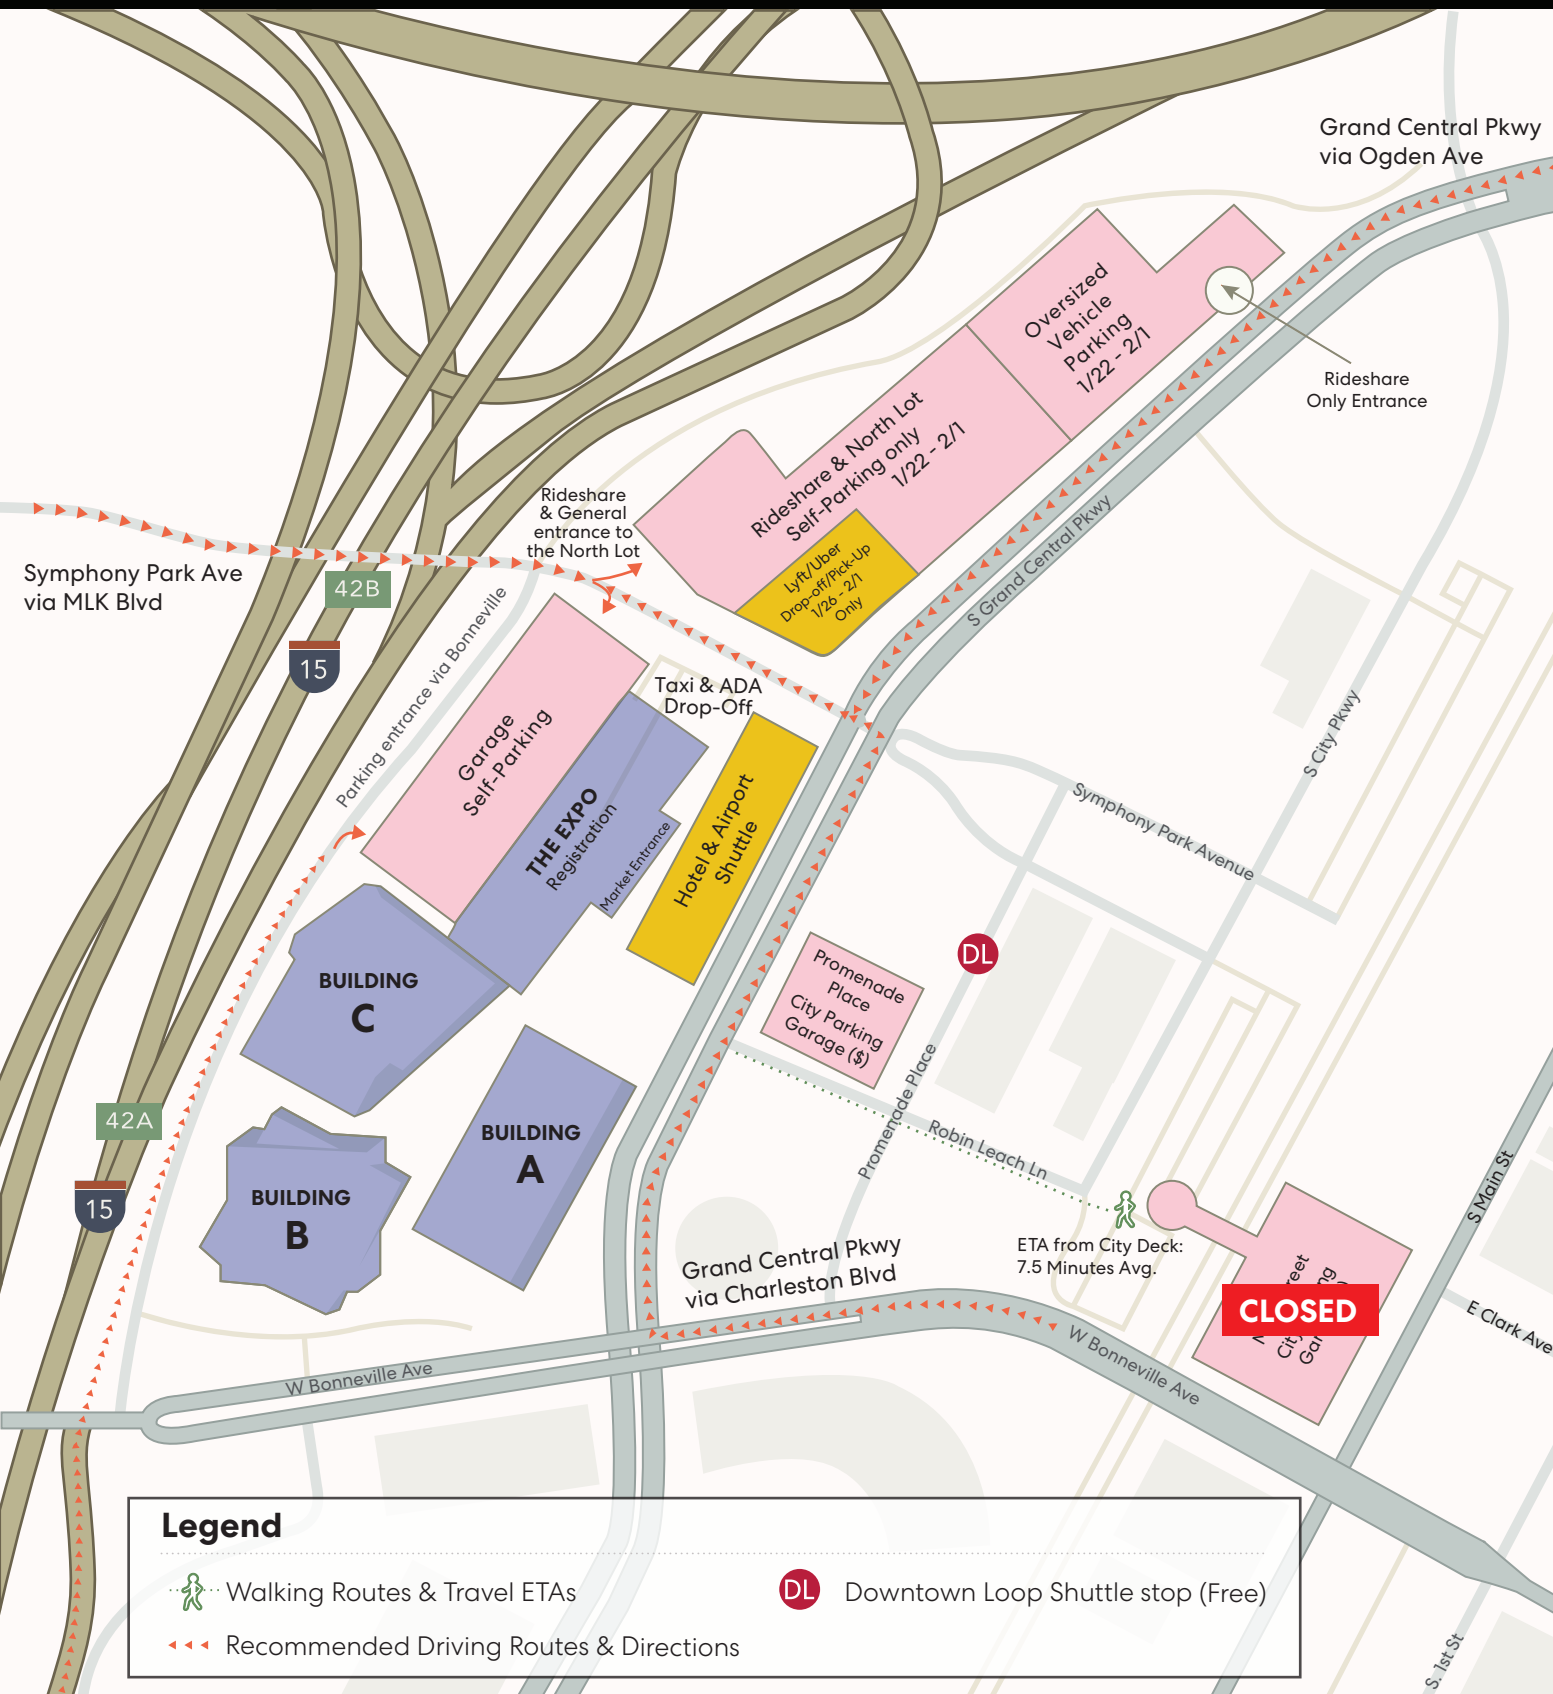 Grand Central Pkwy
via Ogden Ave
Oversized
Vehicle
Parking
1/22 - 2/1
Rideshare
Only Entrance
Rideshare & North Lot
Self-Parking only
1/22 - 2/1
Rideshare
& General
entrance to
the North Lot
Lyft/Uber
Drop-off/Pick-Up
1/26 - 2/1
Only
S Grand Central Pkwy
Symphony Park Ave
via MLK Blvd
42B
15
Parking entrance via Bonneville
Taxi & ADA
Drop-Off
Garage
Self-Parking
THE EXPO
Registration
Market Entrance
Hotel & Airport
Shuttle
S City Pkwy
Symphony Park Avenue
DL
Promenade
Place
City Parking
Garage ($)
BUILDING
C
Promenade Place
Robin Leach Ln
42A
BUILDING
A
15
BUILDING
B
S Main St
ETA from City Deck:
7.5 Minutes Avg.
Grand Central Pkwy
via Charleston Blvd
CLOSED
E Clark Ave
W Bonneville Ave
W Bonneville Ave
Legend
Walking Routes & Travel ETAs
DL
Downtown Loop Shuttle stop (Free)
Recommended Driving Routes & Directions
S. 1st St